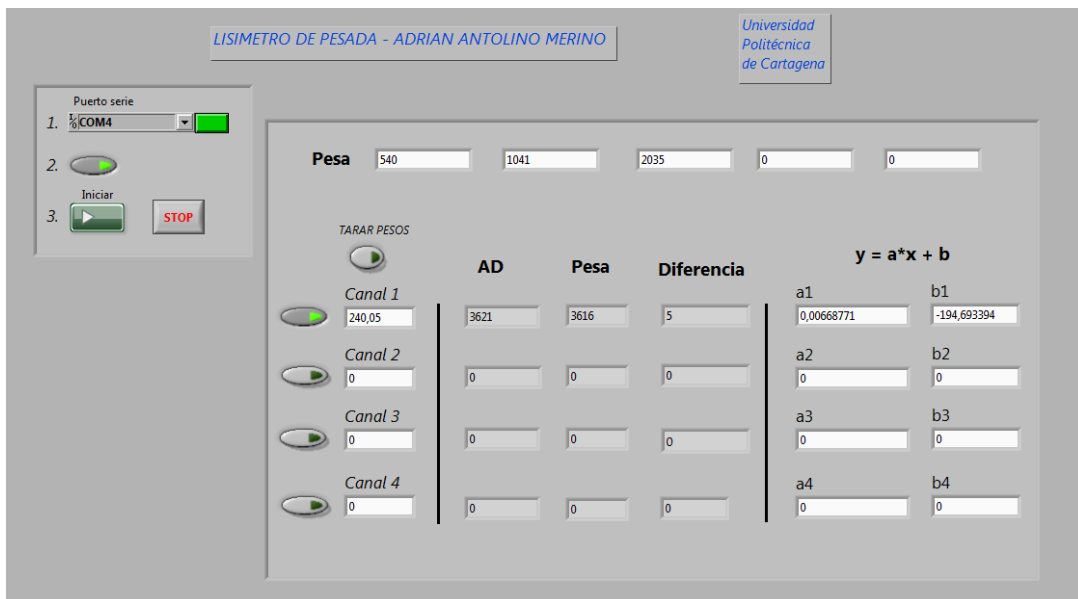 LISIMETRO DE PESADA - ADRIAN ANTOLINO MERINO
Universidad
Politécnica
de Cartagena
Puerto serie
1. COM4
2.
Iniciar
3. STOP
Pesa 540 1041 2035 0 0
TARAR PESOS
AD Pesa Diferencia y = a*x + b
Canal 1 a1 b1
240,05 3621 3616 5 0,00668771 -194,693394
Canal 2 a2 b2
0 0 0 0 0 0
Canal 3 a3 b3
0 0 0 0 0 0
Canal 4 a4 b4
0 0 0 0 0 0